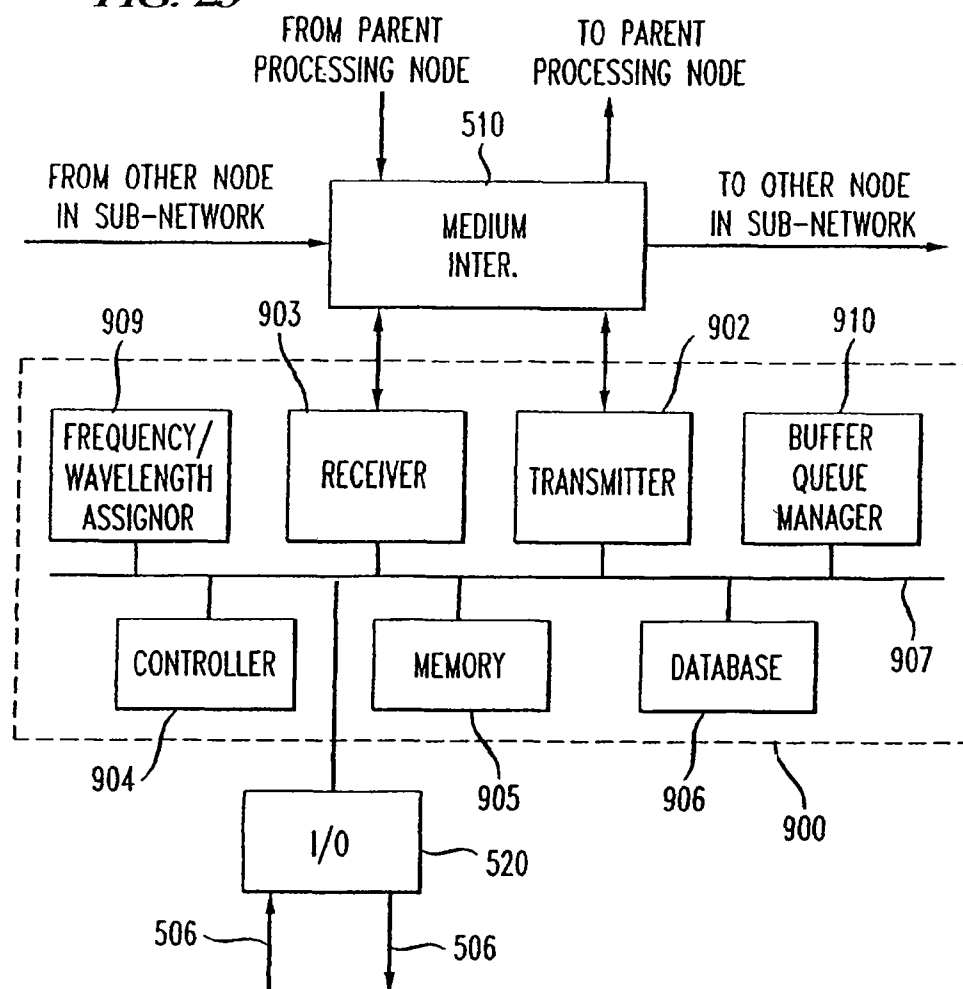 FIG. 25
FROM PARENT
PROCESSING NODE
TO PARENT
PROCESSING NODE
510
FROM OTHER NODE
IN SUB-NETWORK
MEDIUM
INTER.
TO OTHER NODE
IN SUB-NETWORK
909
903
902
910
FREQUENCY/
WAVELENGTH
ASSIGNOR
RECEIVER
TRANSMITTER
BUFFER
QUEUE
MANAGER
CONTROLLER
MEMORY
DATABASE
907
904
905
906
900
I/O
520
506
506